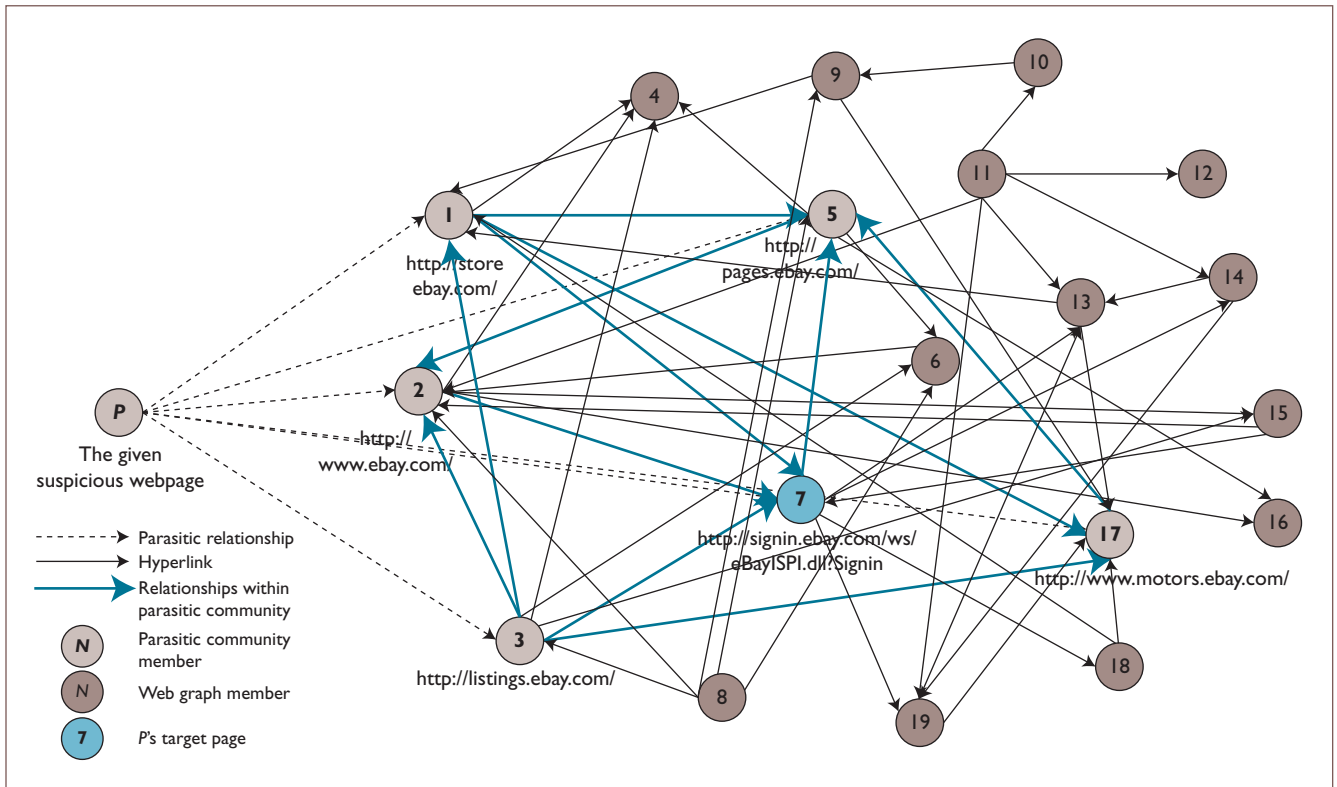 10
9
4
11
12
1
5
http://store
ebay.com/
http://
pages.ebay.com/
14
13
6
2
P
15
The given
suspicious webpage
http://
www.ebay.com/
7
16
17
http://signin.ebay.com/ws/
eBayISPI.dll?Signin
http://www.motors.ebay.com/
Parasitic relationship
Hyperlink
Relationships within
parasitic community
3
http://listings.ebay.com/
N
Parasitic community
member
18
N
Web graph member
8
19
7
P's target page